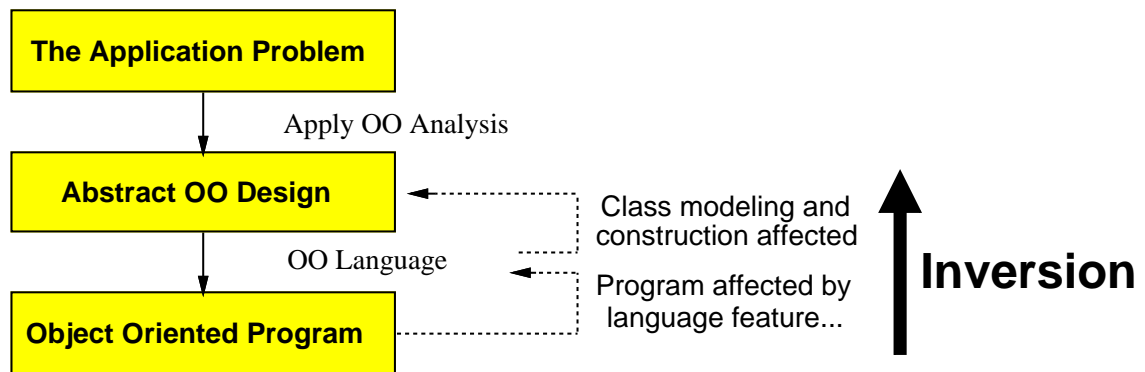 The Application Problem
Apply OO Analysis
Abstract OO Design
Class modeling and
construction affected
OO Language
Inversion
Program affected by
language feature...
Object Oriented Program